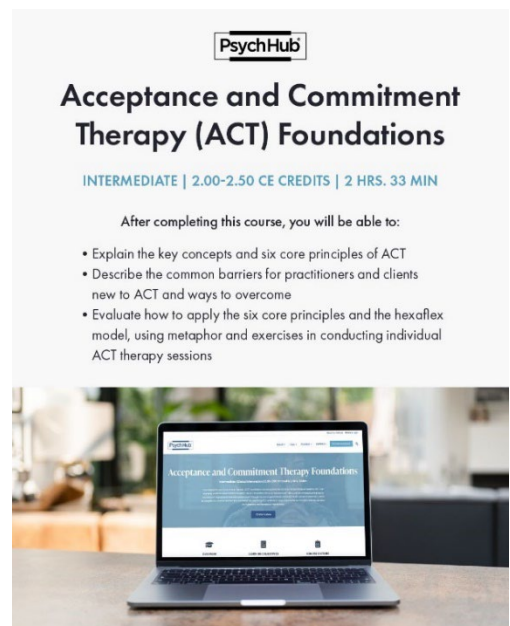 PsychHub
Acceptance and Commitment
Therapy (ACT) Foundations
INTERMEDIATE | 2.00-2.50 CE CREDITS | 2 HRS. 33 MIN
After completing this course, you will be able to:
• Explain the key concepts and six core principles of ACT
• Describe the common barriers for practitioners and clients
new to ACT and ways to overcome
• Evaluate how to apply the six core principles and the hexaflex
model, using metaphor and exercises in conducting individual
ACT therapy sessions
PsychHub
Acceptance and Commitment Therapy Foundations